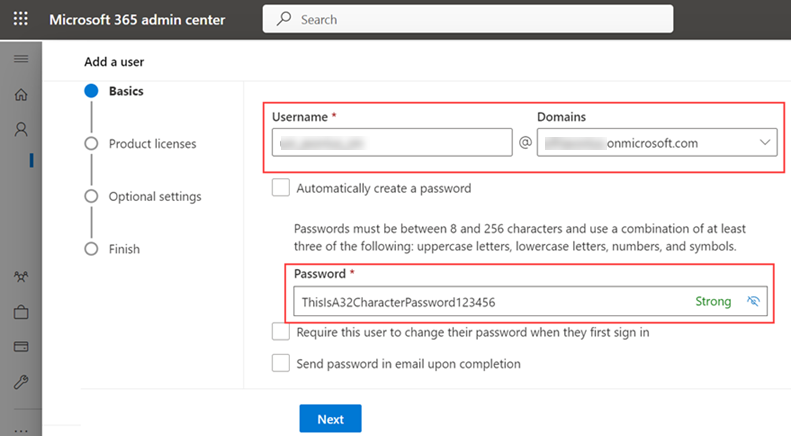 Microsoft 365 admin center
Search
Add a user
Basics
Product licenses
Optional settings
Finish
Username *
Domains
@
onmicrosoft.com
Automatically create a password
Passwords must be between 8 and 256 characters and use a combination of at least
three of the following: uppercase letters, lowercase letters, numbers, and symbols.
Password *
ThisIsA32CharacterPassword123456
Strong
Require this user to change their password when they first sign in
Send password in email upon completion
Next